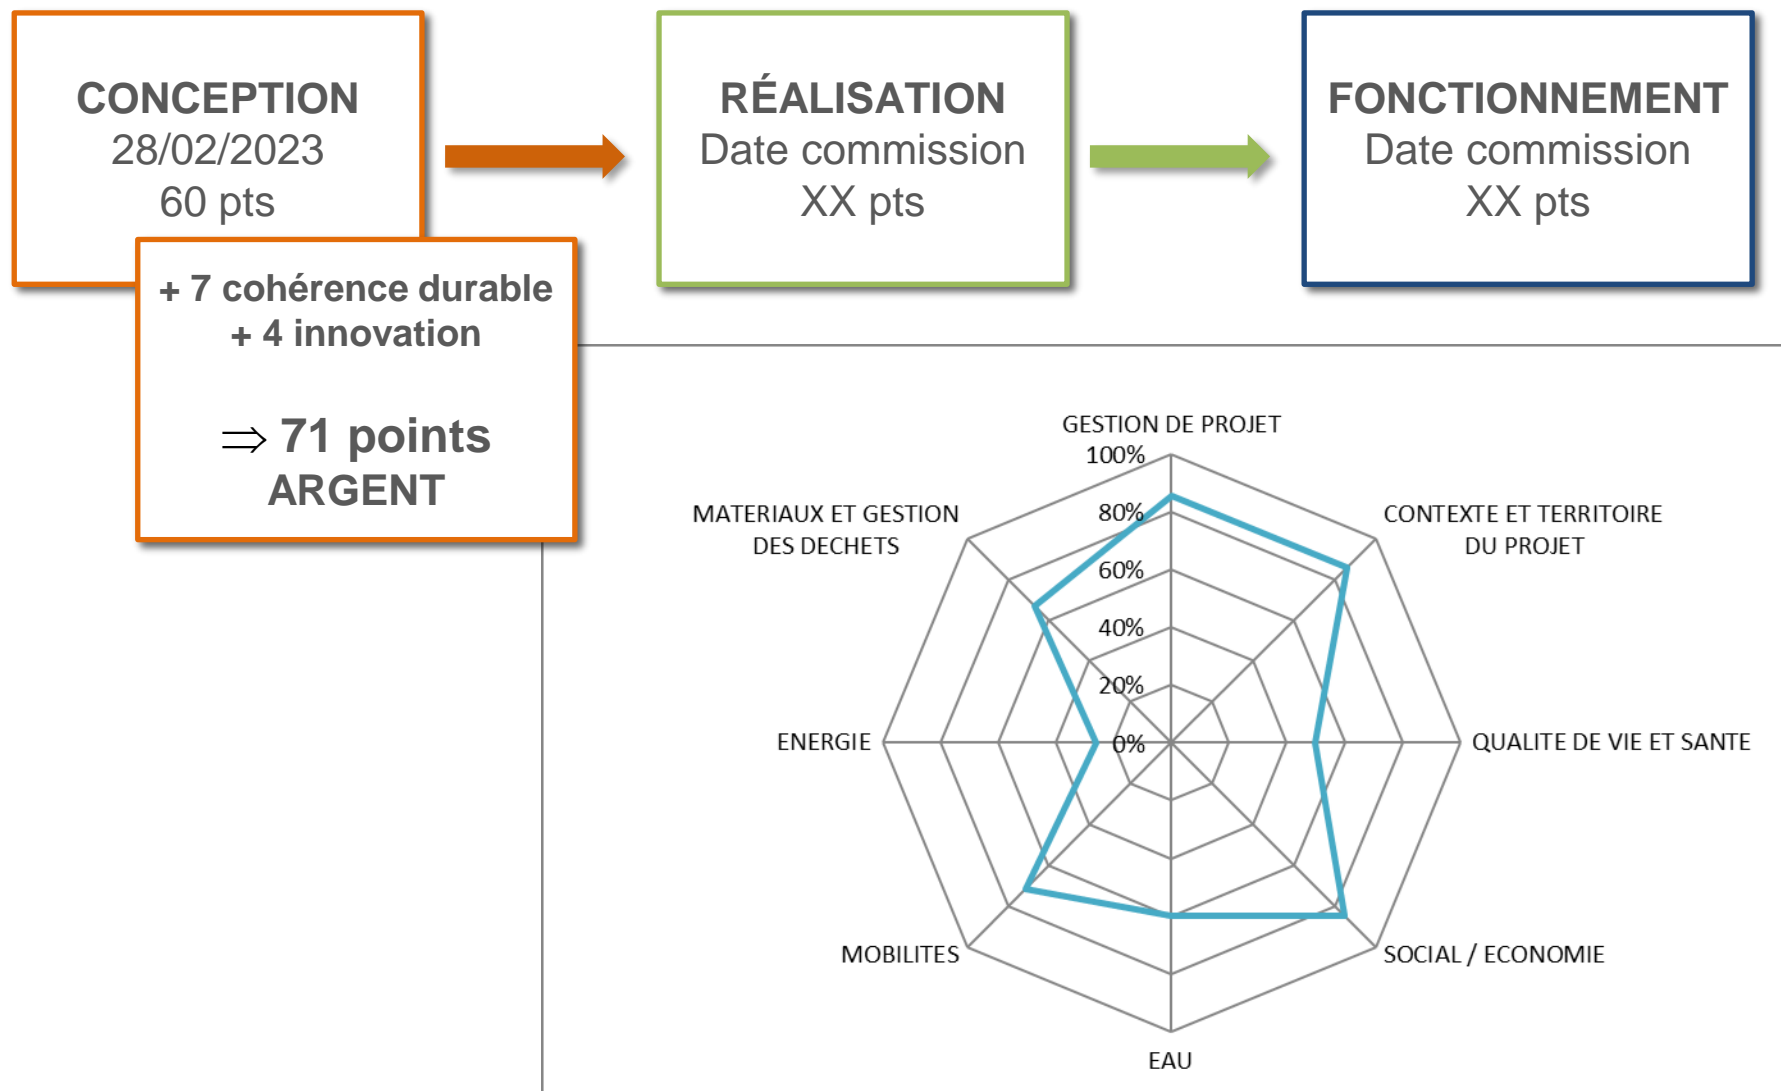 CONCEPTION
28/02/2023
60 pts
+ 7 cohérence durable
+ 4 innovation
⇒ 71 points
ARGENT
RÉALISATION
Date commission
XX pts
FONCTIONNEMENT
Date commission
XX pts
GESTION DE PROJET
100%
80%
60%
40%
20%
0%
CONTEXTE ET TERRITOIRE
DU PROJET
QUALITE DE VIE ET SANTE
SOCIAL / ECONOMIE
EAU
MOBILITES
ENERGIE
MATERIAUX ET GESTION
DES DECHETS